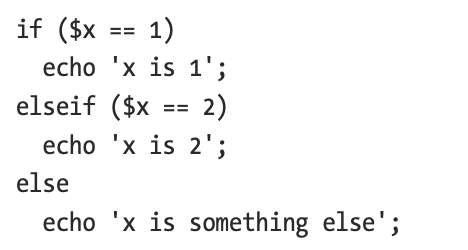 if ($x == 1)
  echo 'x is 1';
elseif ($x == 2)
  echo 'x is 2';
else
  echo 'x is something else';